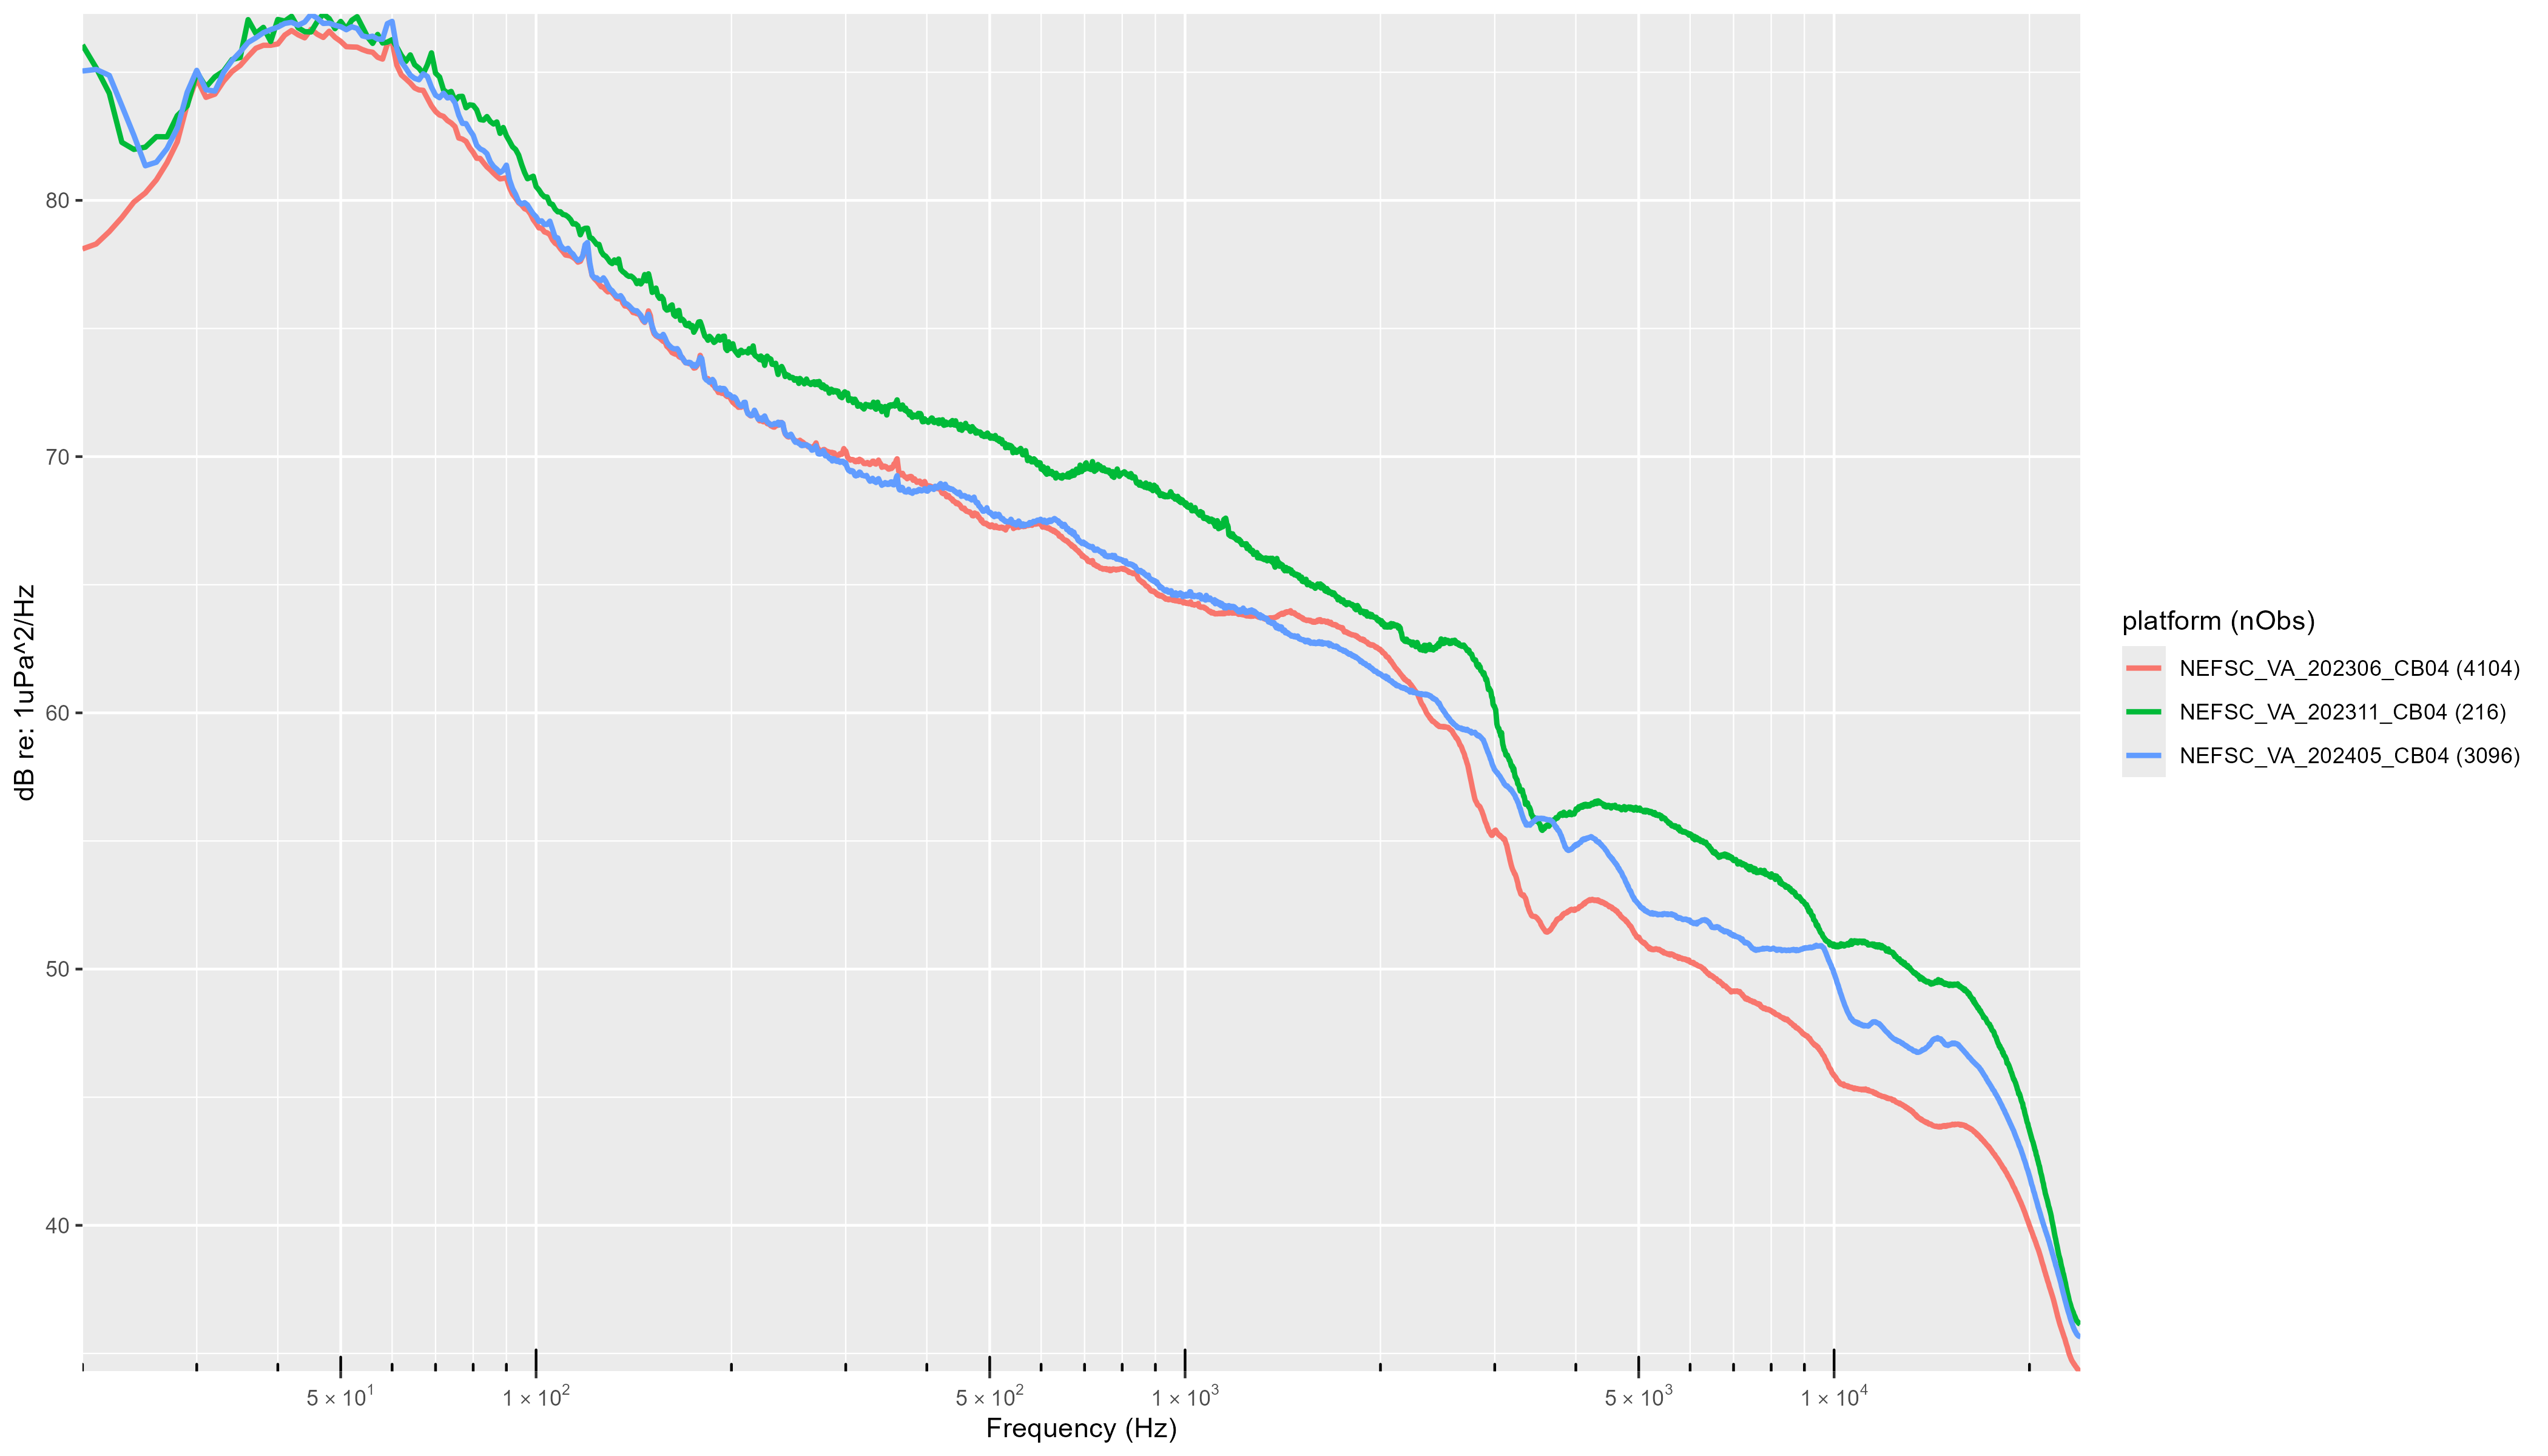 80
70
60
50
40
dB re: 1uPa^2/Hz
5 × 10¹ 1 × 10² 5 × 10² 1 × 10³ 5 × 10³ 1 × 10⁴
Frequency (Hz)
platform (nObs)
NEFSC_VA_202306_CB04 (4104)
NEFSC_VA_202311_CB04 (216)
NEFSC_VA_202405_CB04 (3096)